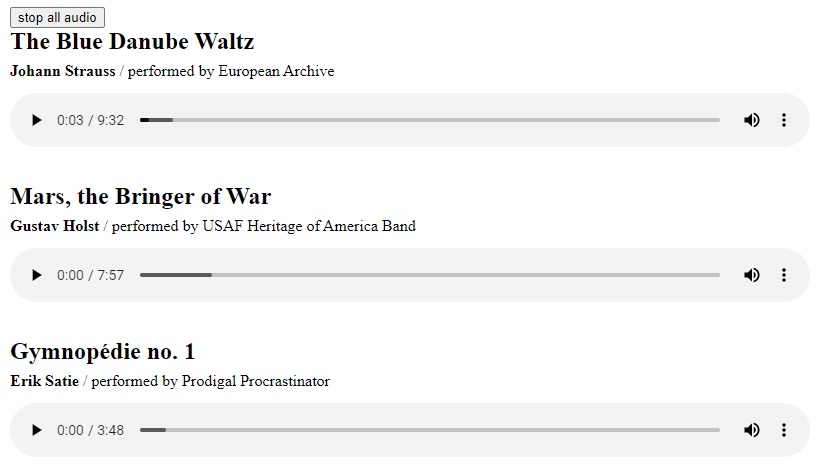 stop all audio
The Blue Danube Waltz
Johann Strauss / performed by European Archive
0:03 / 9:32
Mars, the Bringer of War
Gustav Holst / performed by USAF Heritage of America Band
0:00 / 7:57
Gymnopédie no. 1
Erik Satie / performed by Prodigal Procrastinator
0:00 / 3:48